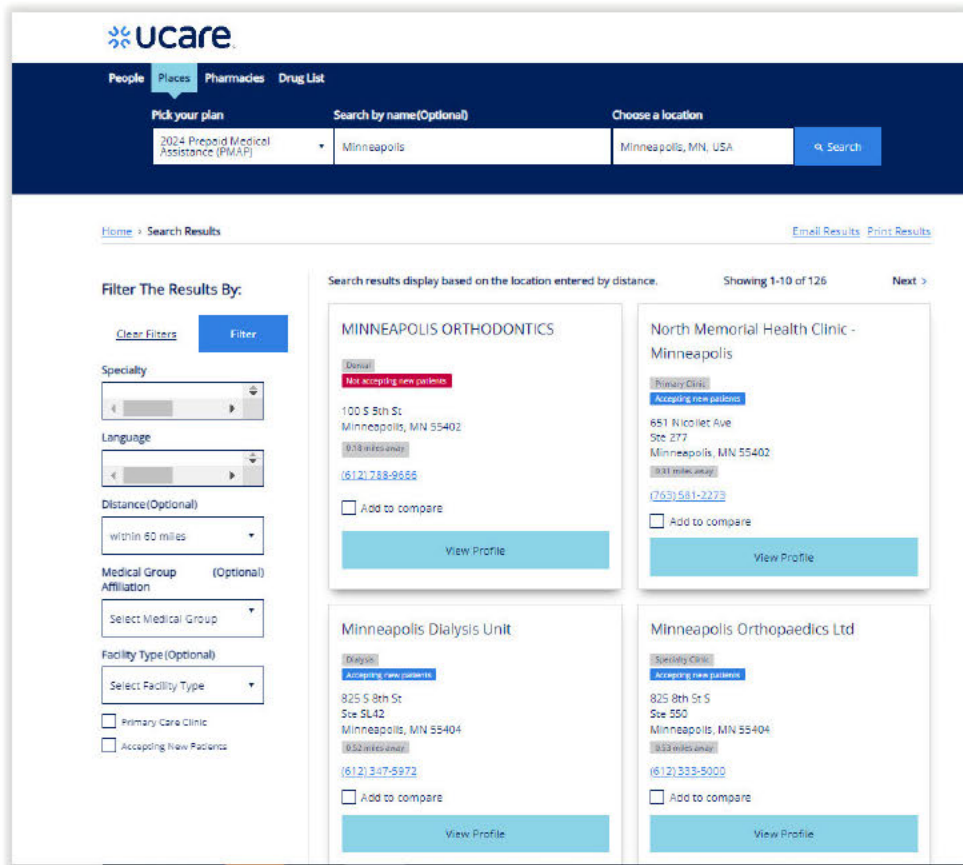 ucare
People Places Pharmacies Drug List
Pick your plan
Search by name(Optional)
Choose a location
2024 Prepaid Medical
Assistance (PMAP)
Minneapolis
Minneapolis, MN, USA
Search
Home › Search Results
Email Results Print Results
Filter The Results By:
Clear Filters
Filter
Specialty
Language
Distance(Optional)
within 60 miles
Medical Group (Optional)
Affiliation
Select Medical Group
Facility Type(Optional)
Select Facility Type
Primary Care Clinic
Accepting New Patients
Search results display based on the location entered by distance.
Showing 1-10 of 126
Next >
MINNEAPOLIS ORTHODONTICS
Dental
Not accepting new patients
100 S 5th St
Minneapolis, MN 55402
0.18 miles away
(612) 788-9666
Add to compare
View Profile
North Memorial Health Clinic -
Minneapolis
Primary Clinic
Accepting new patients
651 Nicollet Ave
Ste 277
Minneapolis, MN 55402
0.31 miles away
(763) 581-2273
Add to compare
View Profile
Minneapolis Dialysis Unit
Dialysis
Accepting new patients
825 S 8th St
Ste SL42
Minneapolis, MN 55404
0.52 miles away
(612) 347-5972
Add to compare
View Profile
Minneapolis Orthopaedics Ltd
Specialty Clinic
Accepting new patients
825 8th St S
Ste 550
Minneapolis, MN 55404
0.53 miles away
(612) 333-5000
Add to compare
View Profile